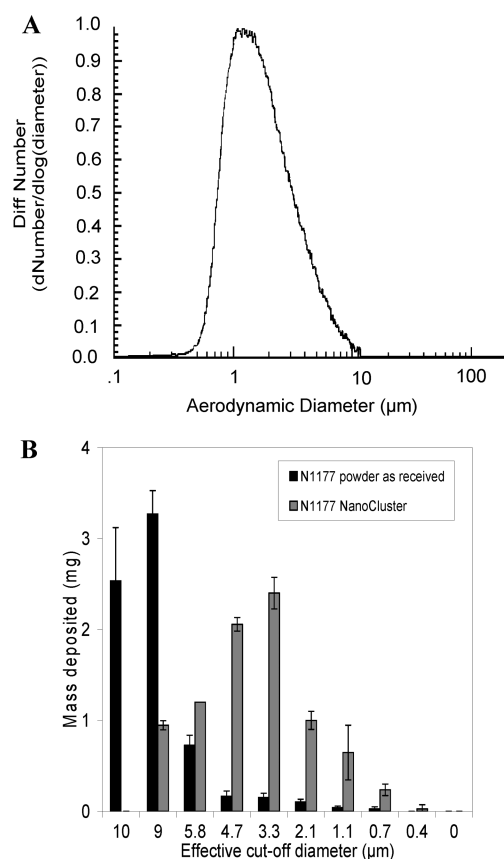 A
Diff Number
(dNumber/dlog(diameter))
1.0
0.9
0.8
0.7
0.6
0.5
0.4
0.3
0.2
0.1
0.0
.1 1 10 100
Aerodynamic Diameter (µm)
B
Mass deposited (mg)
4
3
2
1
0
N1177 powder as received
N1177 NanoCluster
10 9 5.8 4.7 3.3 2.1 1.1 0.7 0.4 0
Effective cut-off diameter (µm)